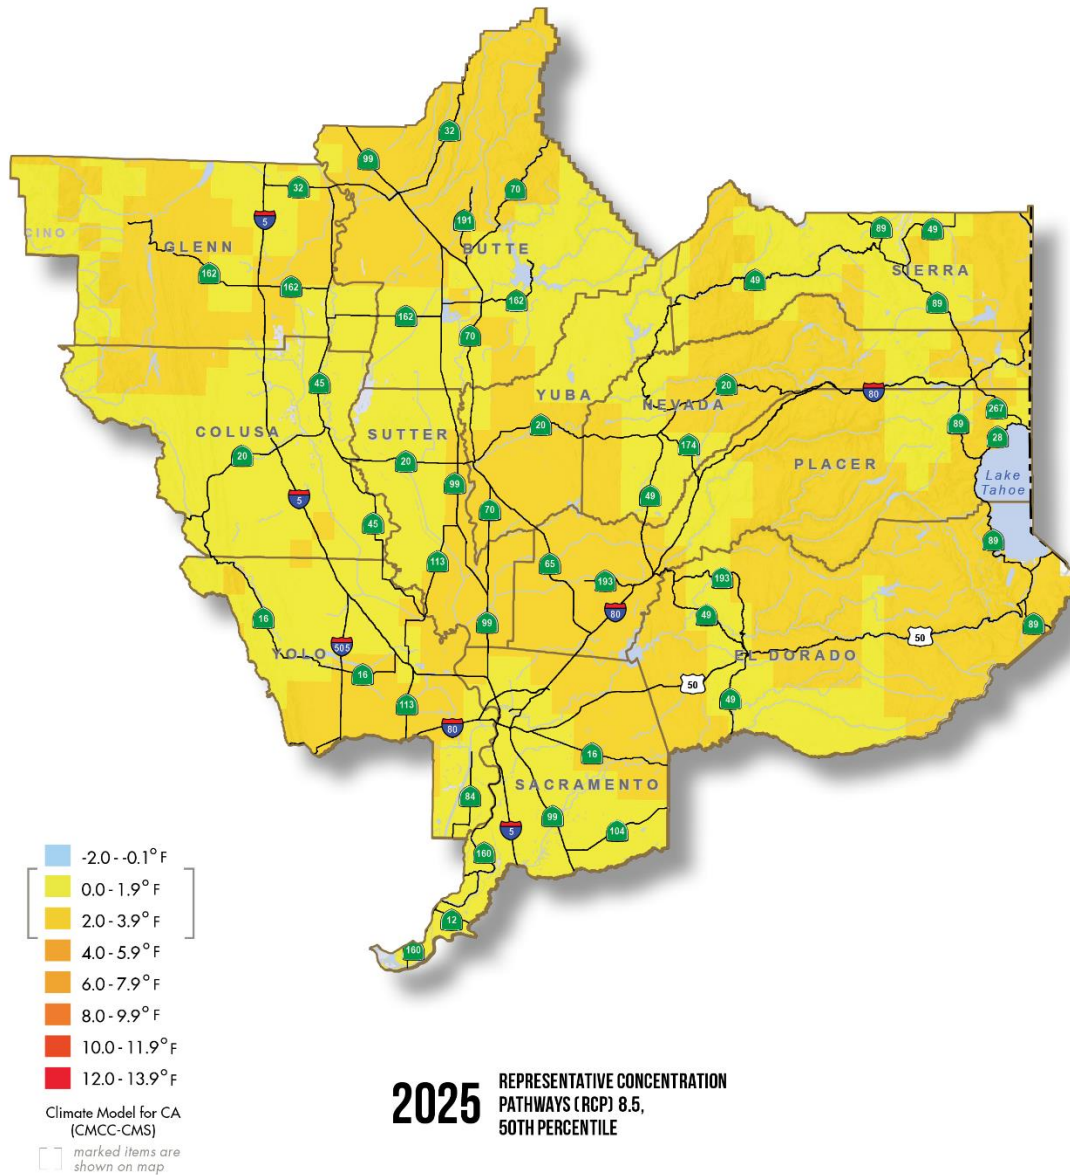 32
99
70
32
191
5
CINO
GLENN
BUTTE
89
49
SIERRA
162
162
49
162
162
89
70
45
YUBA
20
NEVADA
80
267
COLUSA
SUTTER
20
89
28
20
20
174
PLACER
Lake
Tahoe
99
5
49
70
45
89
113
65
193
193
80
16
99
49
89
505
YOLO
16
EL DORADO
50
50
113
49
80
16
SACRAMENTO
84
99
5
104
160
12
160
-2.0 - -0.1° F
0.0 - 1.9° F
2.0 - 3.9° F
4.0 - 5.9° F
6.0 - 7.9° F
8.0 - 9.9° F
10.0 - 11.9° F
12.0 - 13.9° F
Climate Model for CA
(CMCC-CMS)
marked items are
shown on map
2025
REPRESENTATIVE CONCENTRATION
PATHWAYS (RCP) 8.5,
50TH PERCENTILE